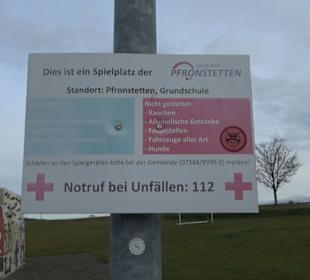 Dies ist ein Spielplatz der
GEMEINDE
PFRONSTETTEN
Standort: Pfronstetten, Grundschule
Nicht gestattet:
- Rauchen
- Alkoholische Getränke
- Feuerstellen
- Fahrzeuge aller Art
- Hunde
Schäden an den Spielgeräten bitte bei der Gemeinde (07388/9999-0) melden!
Notruf bei Unfällen: 112